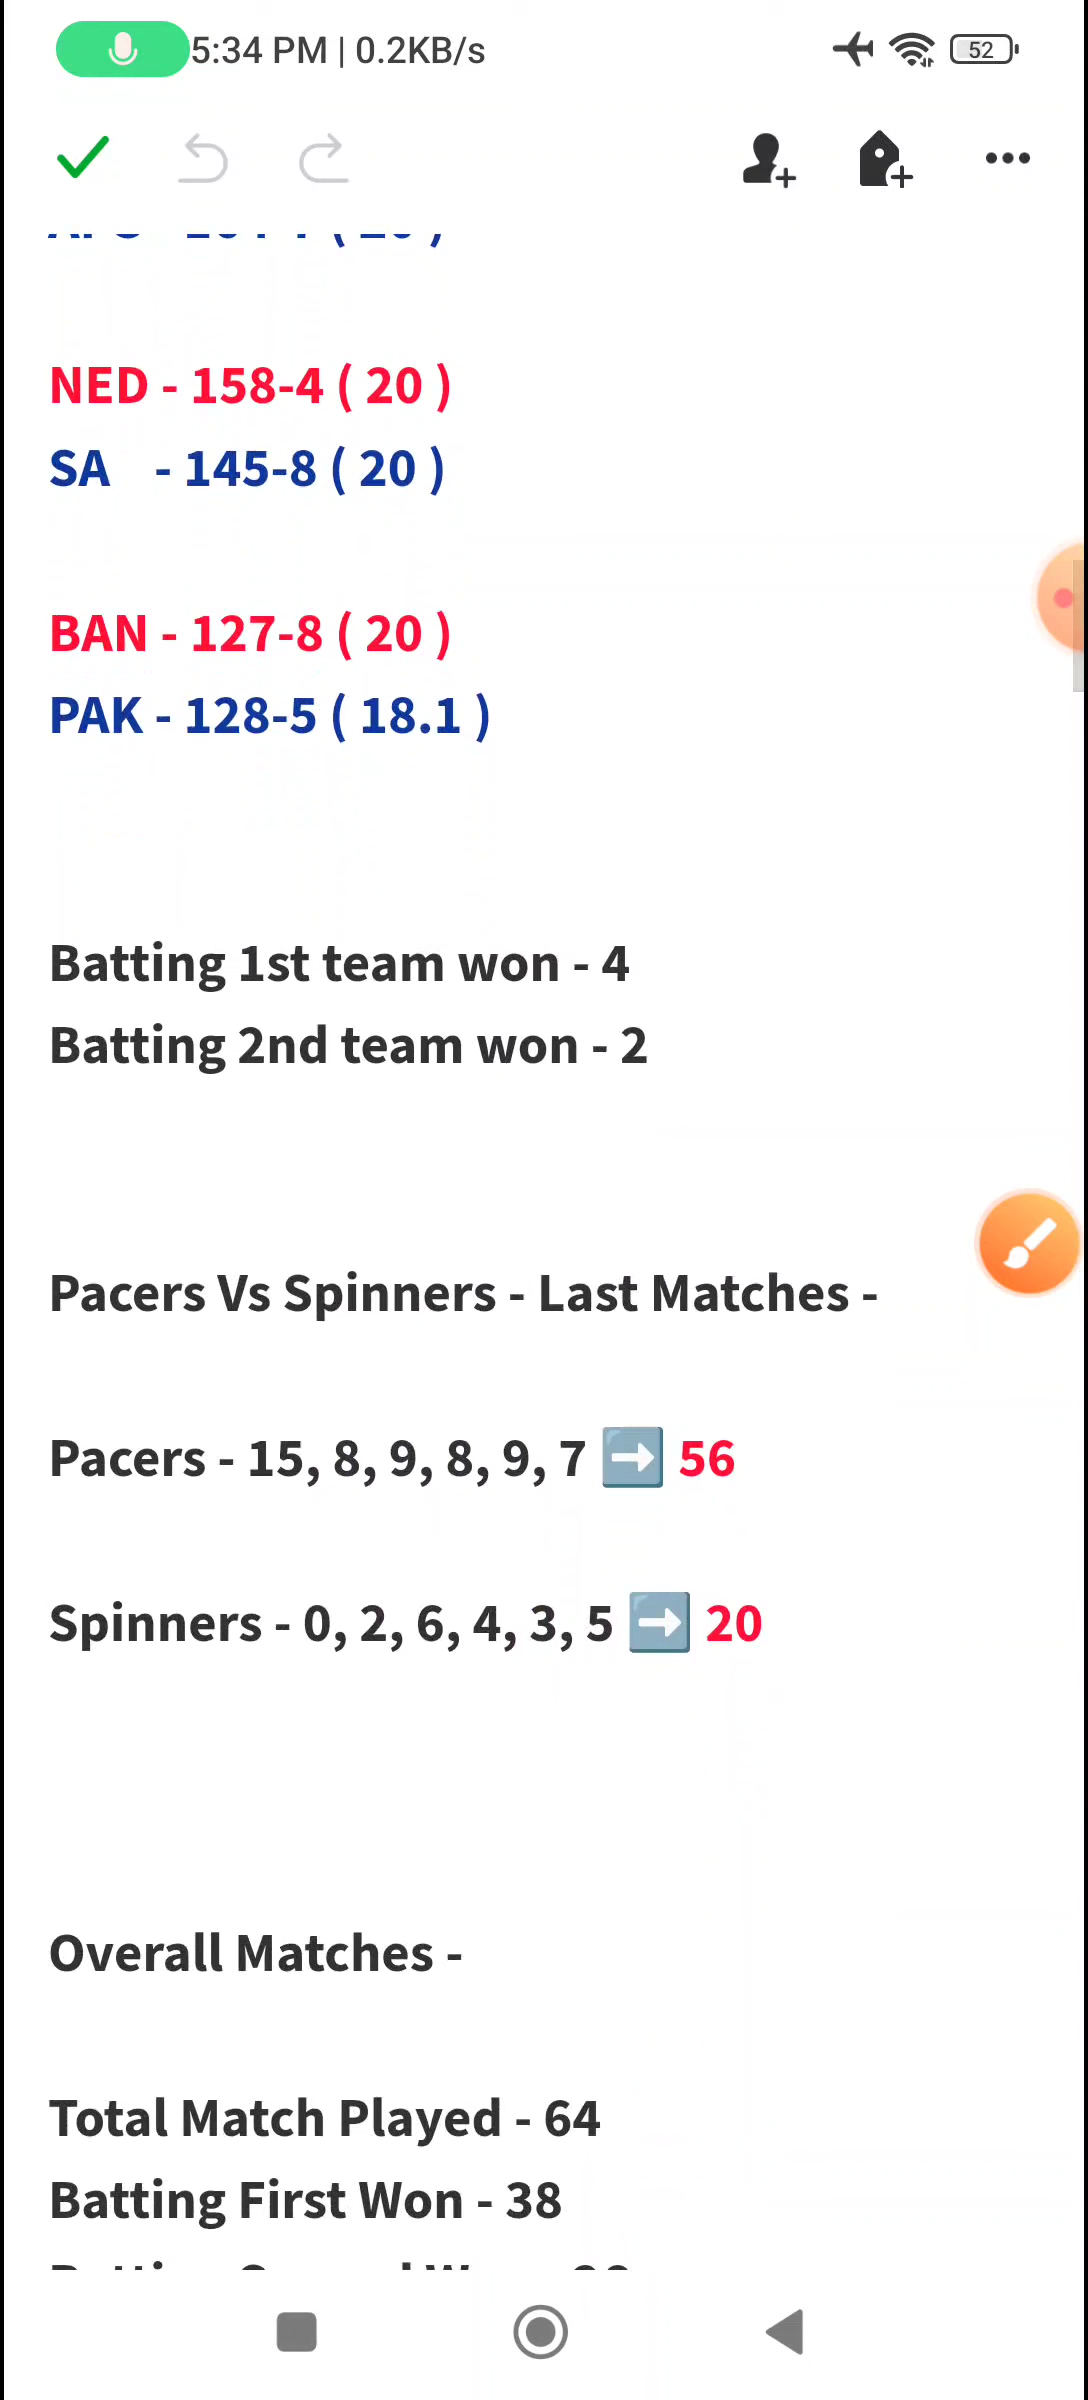 5:34 PM | 0.2KB/s
52
NED - 158-4 ( 20 )
SA - 145-8 ( 20 )
BAN - 127-8 ( 20 )
PAK - 128-5 ( 18.1 )
Batting 1st team won - 4
Batting 2nd team won - 2
Pacers Vs Spinners - Last Matches -
Pacers - 15, 8, 9, 8, 9, 7 ➡️ 56
Spinners - 0, 2, 6, 4, 3, 5 ➡️ 20
Overall Matches -
Total Match Played - 64
Batting First Won - 38